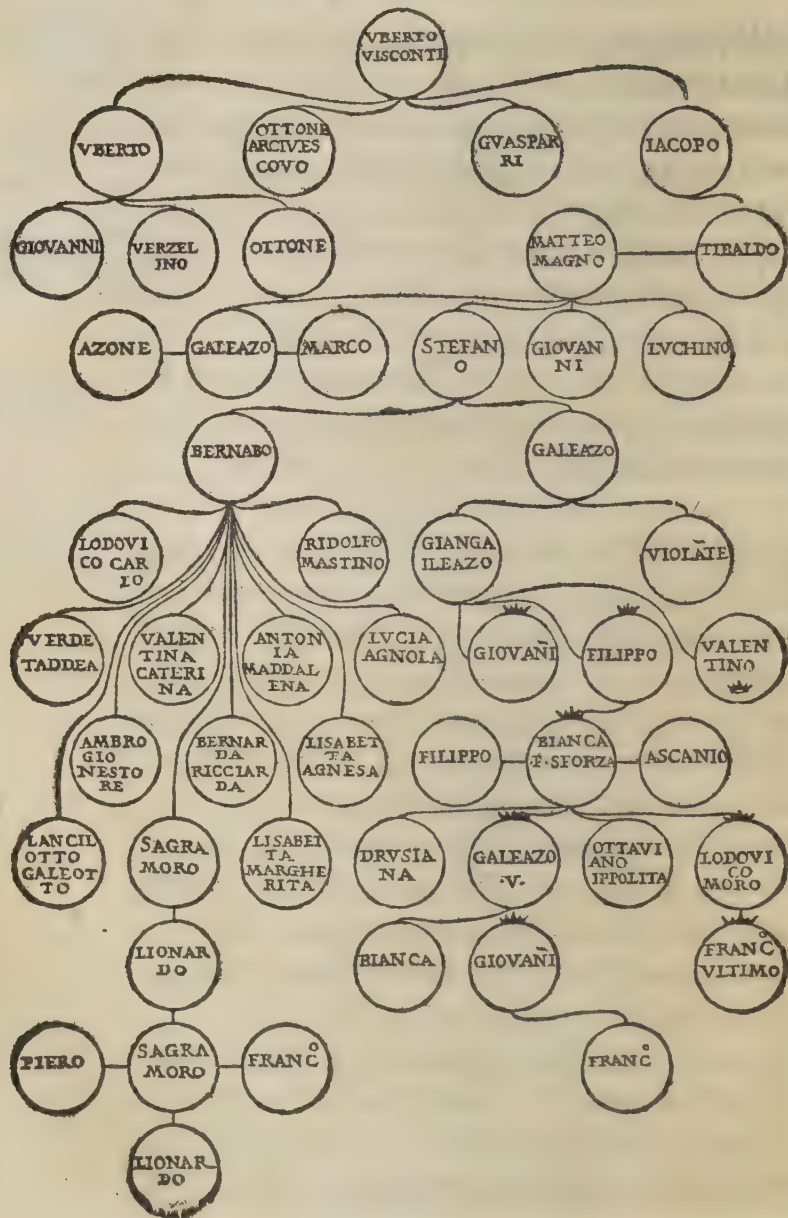 VBERTO
VISCONTI
VBERTO
OTTONE
ARCIVES
COVO
GVASPAR
RI
IACOPO
GIOVANNI
VERZEL
INO
OTTONE
MATTEO
MAGNO
TIBALDO
AZONE
GALEAZO
MARCO
STEFAN
O
GIOVAN
NI
LVCHINO
BERNABO
GALEAZO
LODOVI
CO CAR
LO
RIDOLFO
MASTINO
GIANGA
ILEAZO
VIOLĀTE
VERDE
TADDEA
VALEN
TINA
CATERI
NA
ANTON
IA
MADDAL
ENA
LVCIA
AGNOLA
GIOVAÑI
FILIPPO
VALEN
TINO
AMBRO
GIO
NESTO
RE
BERNAR
DA
RICCIAR
DA
LISABET
TA
AGNESA
FILIPPO
BIANCA
É·SFORZA
ASCANIO
LANCIL
OTTO
GALEOT
TO
SAGRA
MORO
LISABET
TA
MARGHE
RITA
DRVSIA
NA
GALEAZO
·V·
OTTAVI
ANO
IPPOLITA
LODOVI
CO
MORO
LIONAR
DO
BIANCA
GIOVAÑI
FRANC̊
VLTIMO
PIERO
SAGRA
MORO
FRANC̊
FRANC̊
LIONAR
DO